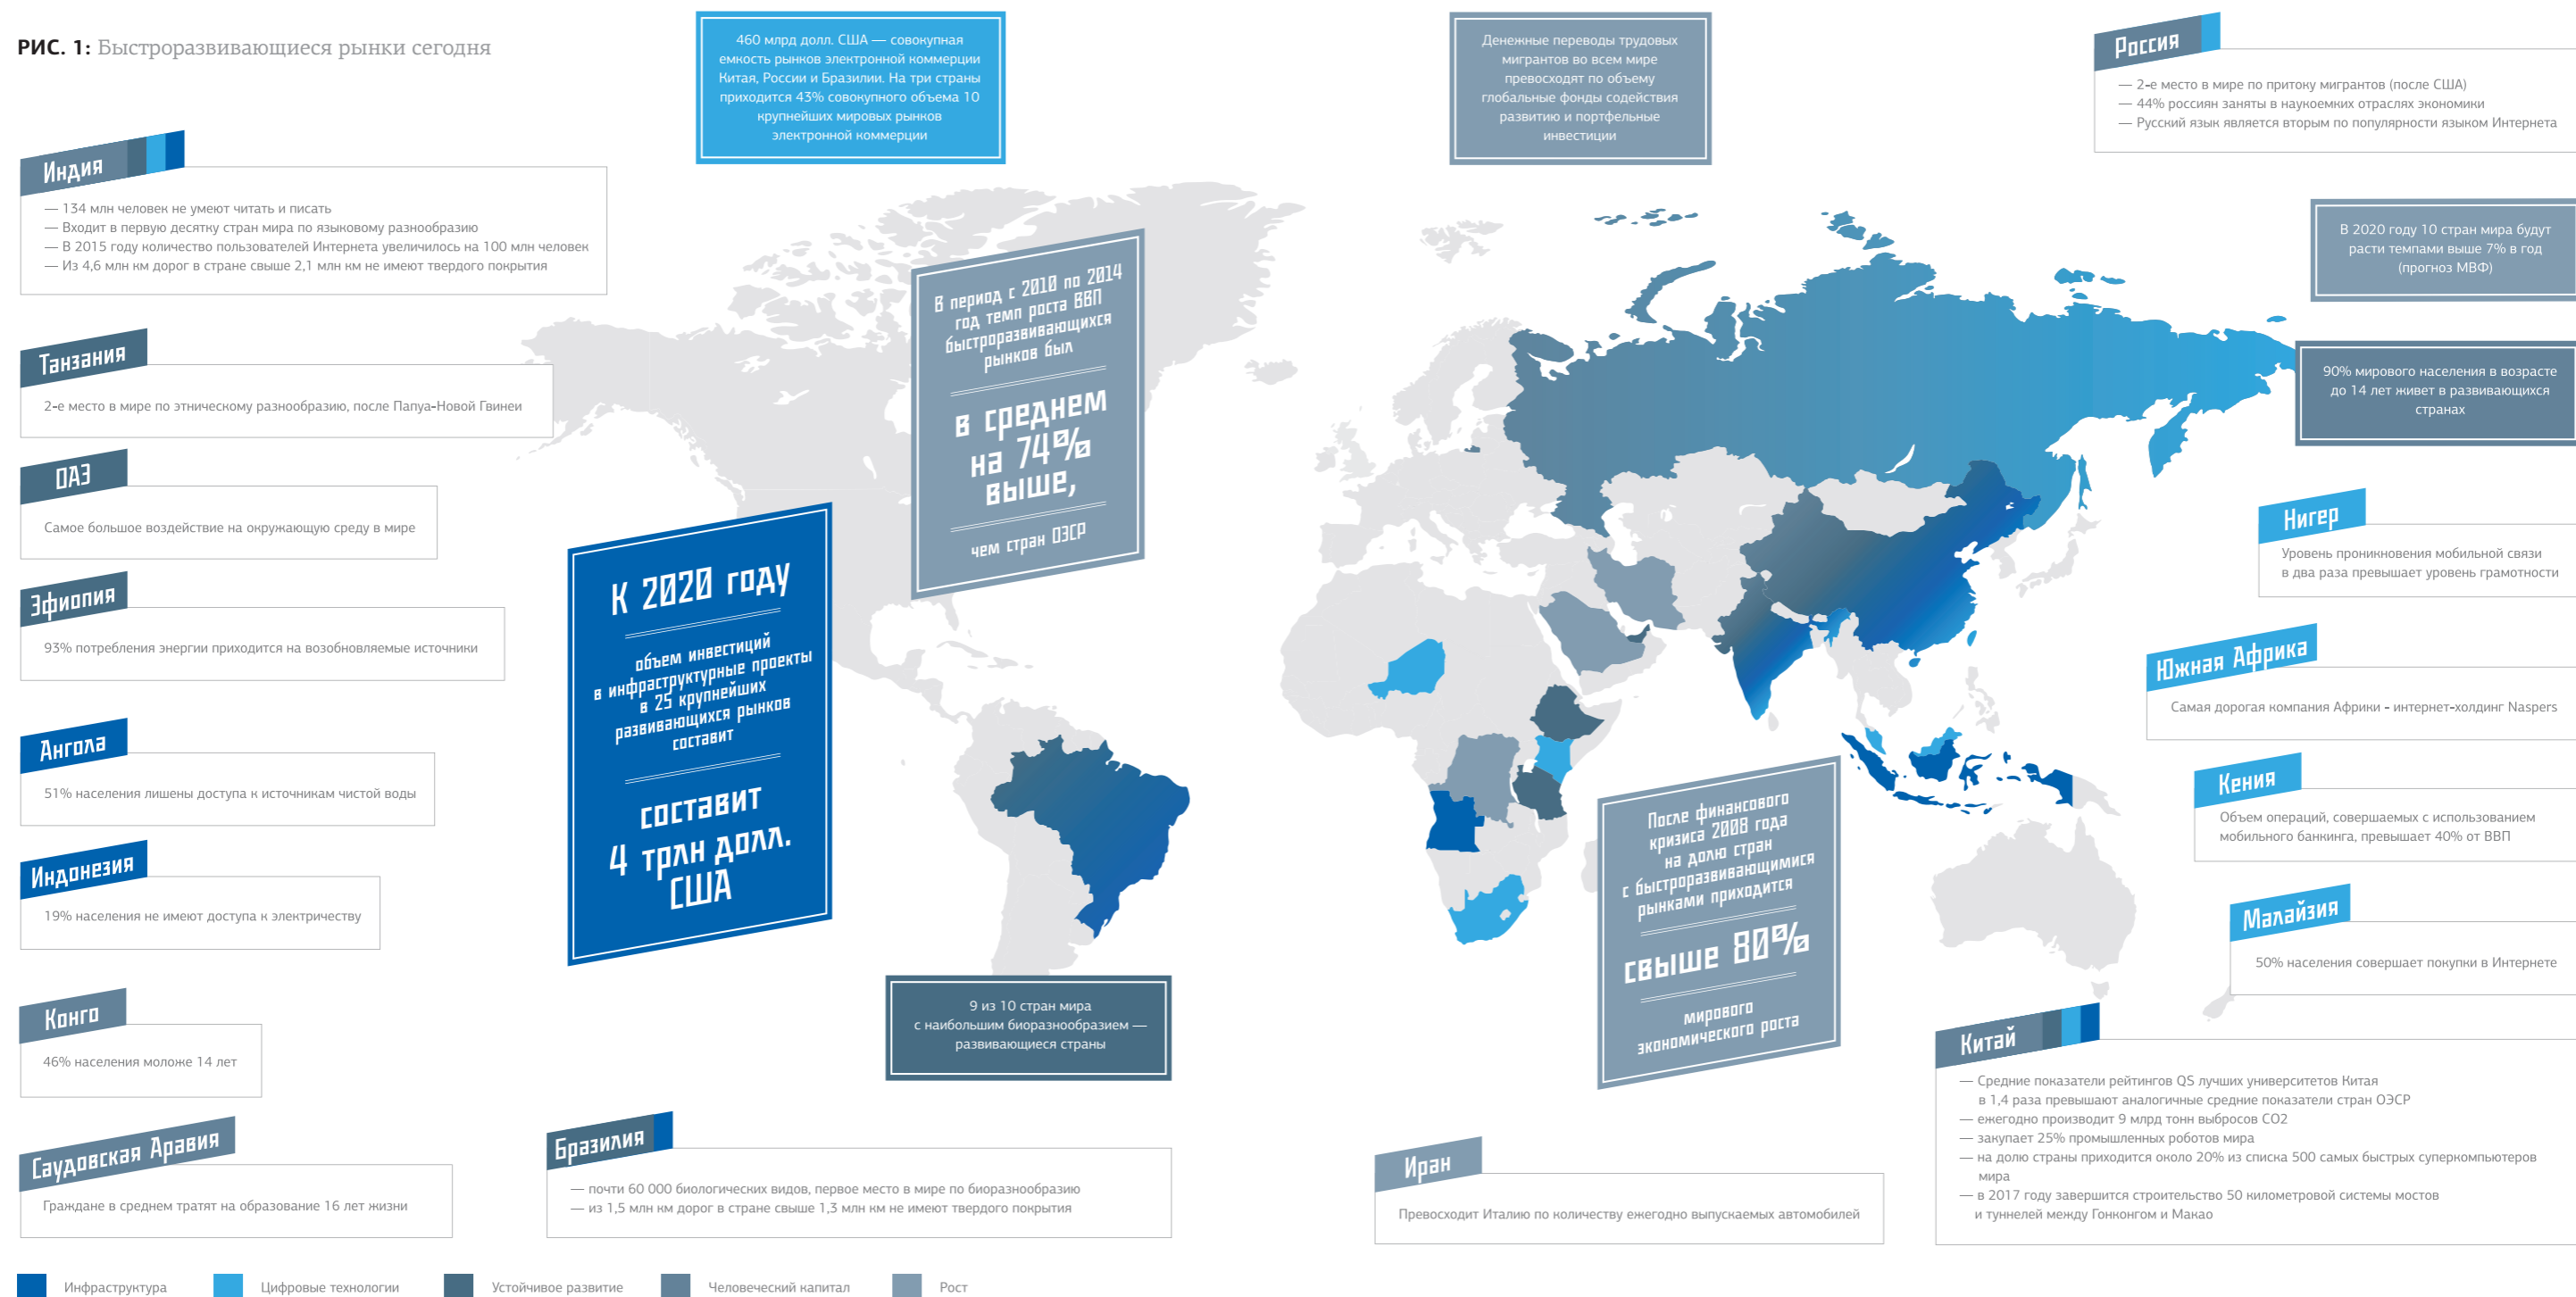 РИС. 1: Быстроразвивающиеся рынки сегодня
460 млрд долл. США — совокупная
емкость рынков электронной коммерции
Китая, России и Бразилии. На три страны
приходится 43% совокупного объема 10
крупнейших мировых рынков
электронной коммерции
Денежные переводы трудовых
мигрантов во всем мире
превосходят по объему
глобальные фонды содействия
развитию и портфельные
инвестиции
Россия
— 2-е место в мире по притоку мигрантов (после США)
— 44% россиян заняты в наукоемких отраслях экономики
— Русский язык является вторым по популярности языком Интернета
Индия
— 134 млн человек не умеют читать и писать
— Входит в первую десятку стран мира по языковому разнообразию
— В 2015 году количество пользователей Интернета увеличилось на 100 млн человек
— Из 4,6 млн км дорог в стране свыше 2,1 млн км не имеют твердого покрытия
В 2020 году 10 стран мира будут
расти темпами выше 7% в год
(прогноз МВФ)
В период с 2010 по 2014
год темп роста ВВП
быстроразвивающихся
рынков был
в среднем
на 74%
выше,
чем стран ОЭСР
Танзания
2-е место в мире по этническому разнообразию, после Папуа-Новой Гвинеи
90% мирового населения в возрасте
до 14 лет живет в развивающихся
странах
ОАЭ
Самое большое воздействие на окружающую среду в мире
Нигер
Уровень проникновения мобильной связи
в два раза превышает уровень грамотности
Эфиопия
93% потребления энергии приходится на возобновляемые источники
К 2020 году
объем инвестиций
в инфраструктурные проекты
в 25 крупнейших
развивающихся рынков
составит
составит
4 трлн долл.
США
Южная Африка
Самая дорогая компания Африки - интернет-холдинг Naspers
Ангола
51% населения лишены доступа к источникам чистой воды
Кения
Объем операций, совершаемых с использованием
мобильного банкинга, превышает 40% от ВВП
После финансового
кризиса 2008 года
на долю стран
с быстроразвивающимися
рынками приходится
свыше 80%
мирового
экономического роста
Индонезия
19% населения не имеют доступа к электричеству
Малайзия
50% населения совершает покупки в Интернете
9 из 10 стран мира
с наибольшим биоразнообразием —
развивающиеся страны
Конго
46% населения моложе 14 лет
Китай
— Средние показатели рейтингов QS лучших университетов Китая
в 1,4 раза превышают аналогичные средние показатели стран ОЭСР
— ежегодно производит 9 млрд тонн выбросов CO2
— закупает 25% промышленных роботов мира
— на долю страны приходится около 20% из списка 500 самых быстрых суперкомпьютеров
мира
— в 2017 году завершится строительство 50 километровой системы мостов
и туннелей между Гонконгом и Макао
Саудовская Аравия
Граждане в среднем тратят на образование 16 лет жизни
Бразилия
— почти 60 000 биологических видов, первое место в мире по биоразнообразию
— из 1,5 млн км дорог в стране свыше 1,3 млн км не имеют твердого покрытия
Иран
Превосходит Италию по количеству ежегодно выпускаемых автомобилей
Инфраструктура
Цифровые технологии
Устойчивое развитие
Человеческий капитал
Рост